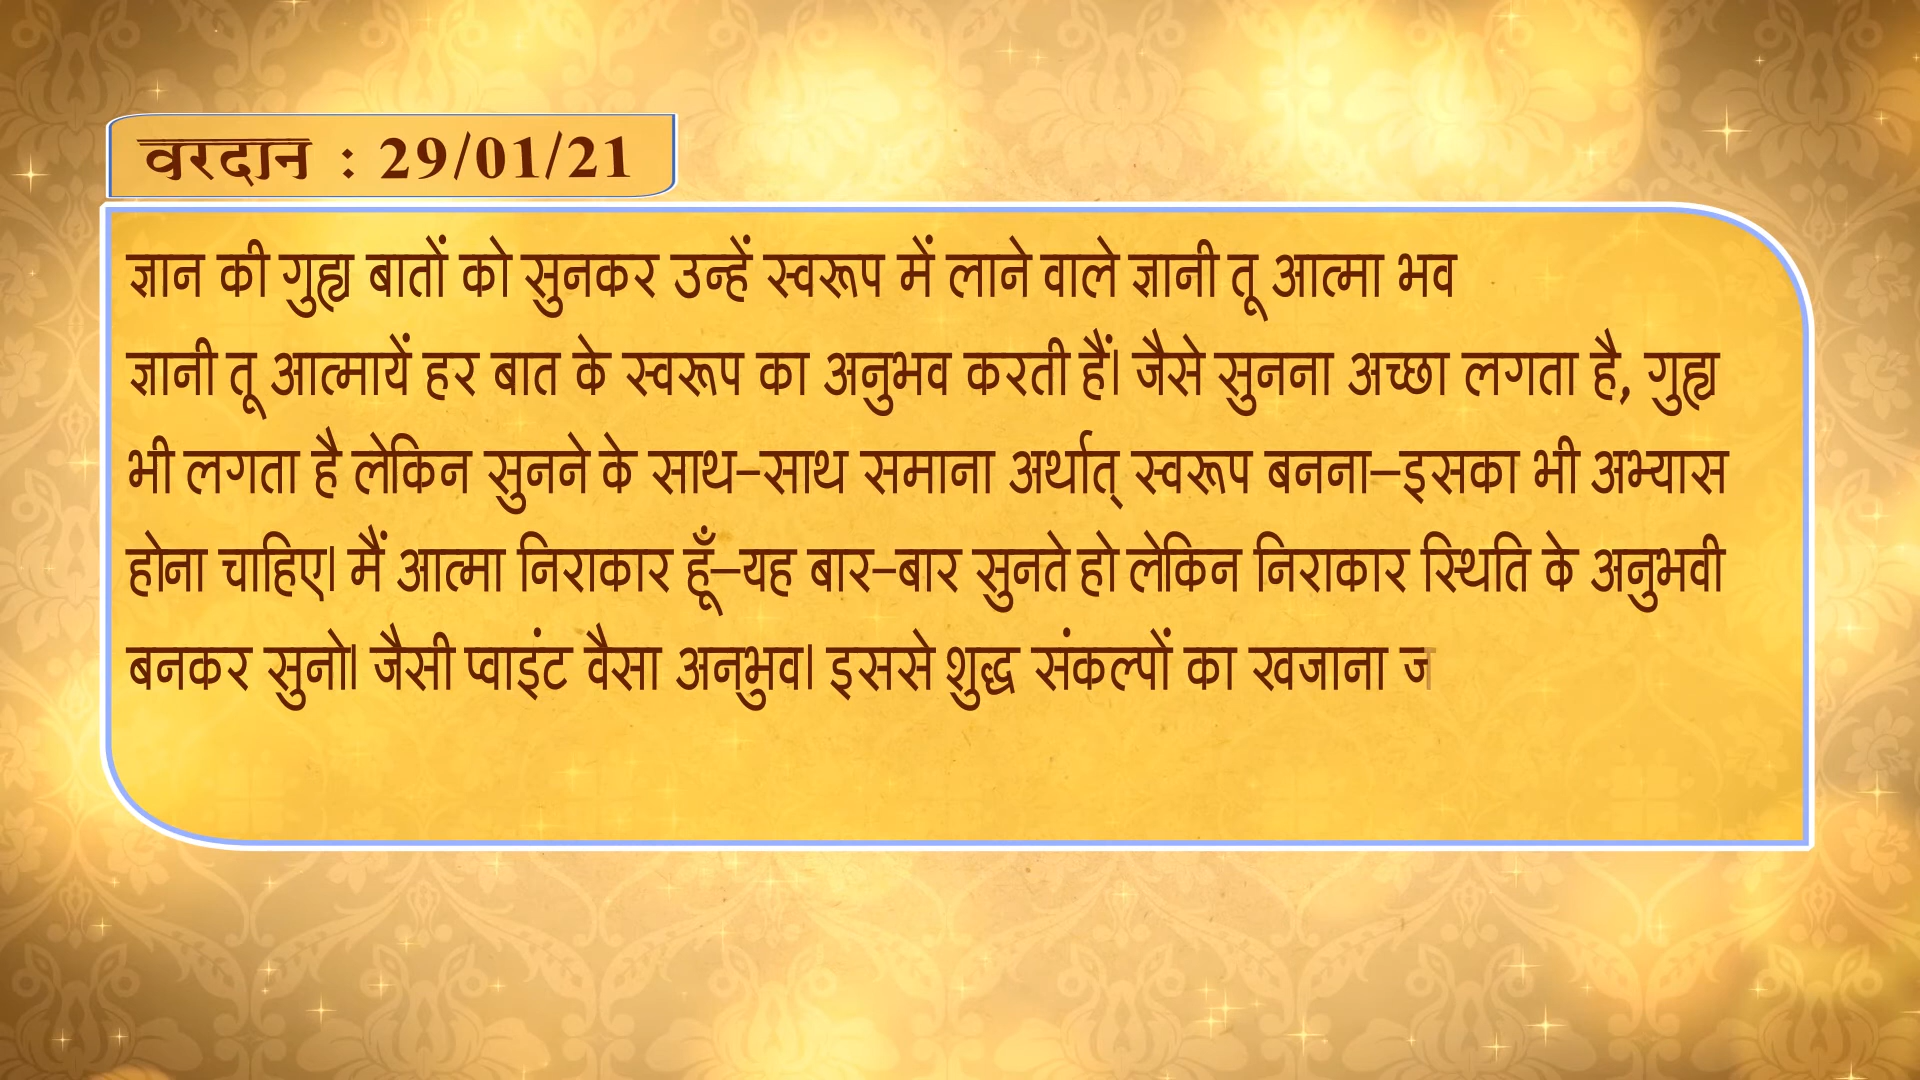 वरदान : 29/01/21
ज्ञान की गुह्य बातों को सुनकर उन्हें स्वरूप में लाने वाले ज्ञानी तू आत्मा भव
ज्ञानी तू आत्मायें हर बात के स्वरूप का अनुभव करती हैं। जैसे सुनना अच्छा लगता है, गुह्य
भी लगता है लेकिन सुनने के साथ-साथ समाना अर्थात् स्वरूप बनना–इसका भी अभ्यास
होना चाहिए। मैं आत्मा निराकार हूँ–यह बार-बार सुनते हो लेकिन निराकार स्थिति के अनुभवी
बनकर सुनो। जैसी प्वाइंट वैसा अनुभव। इससे शुद्ध संकल्पों का खजाना